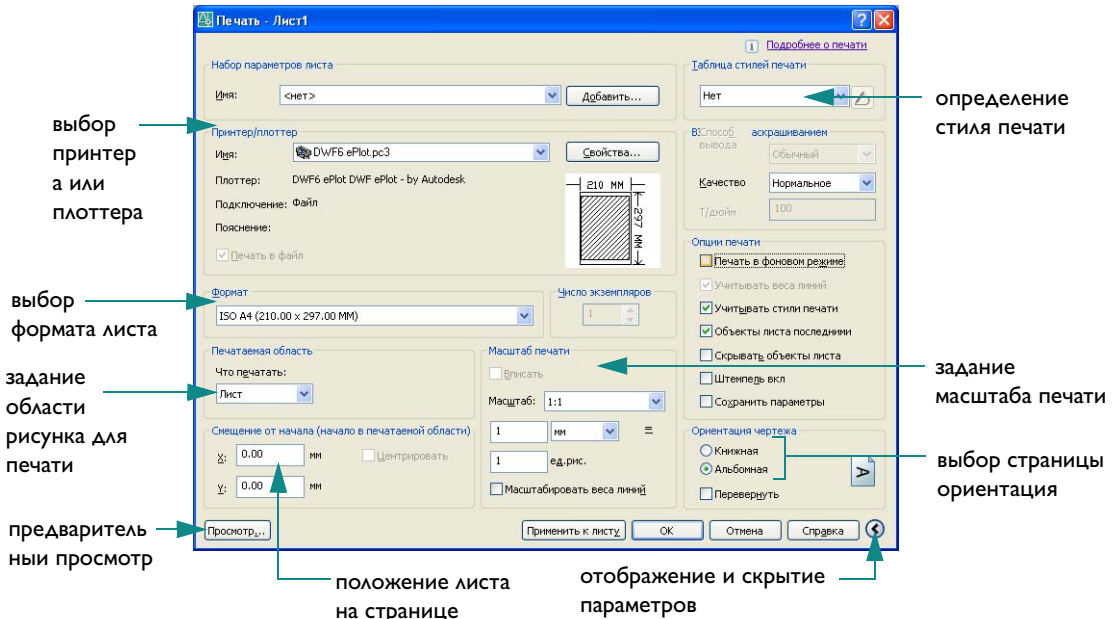 Печать - Лист1
Подробнее о печати
Набор параметров листа
Имя: <нет> Добавить...
Таблица стилей печати
Нет
определение
стиля печати
выбор
принтер
а или
плоттера
Принтер/плоттер
Имя: DWF6 ePlot.pc3 Свойства...
Плоттер: DWF6 ePlot DWF ePlot - by Autodesk
Подключение: Файл
Пояснение:
Печать в файл
210 MM
297 MM
Способ аскрашиванием
вывода Обычный
Качество Нормальное
Т/дюйм 100
выбор
формата листа
Формат
ISO A4 (210.00 x 297.00 MM)
Число экземпляров
1
Опции печати
Печать в фоновом режиме
Учитывать веса линий
Учитывать стили печати
Объекты листа последними
Скрывать объекты листа
Штемпель вкл
Сохранить параметры
задание
области
рисунка для
печати
Печатаемая область
Что печатать:
Лист
Масштаб печати
Вписать
Масштаб: 1:1
1 мм =
1 ед.рис.
Масштабировать веса линий
задание
масштаба печати
Смещение от начала (начало в печатаемой области)
X: 0.00 мм Центрировать
Y: 0.00 мм
Ориентация чертежа
Книжная
Альбомная
Перевернуть
A
выбор страницы
ориентация
предваритель
ныи просмотр
Просмотр... Применить к листу OK Отмена Справка
положение листа
на странице
отображение и скрытие
параметров